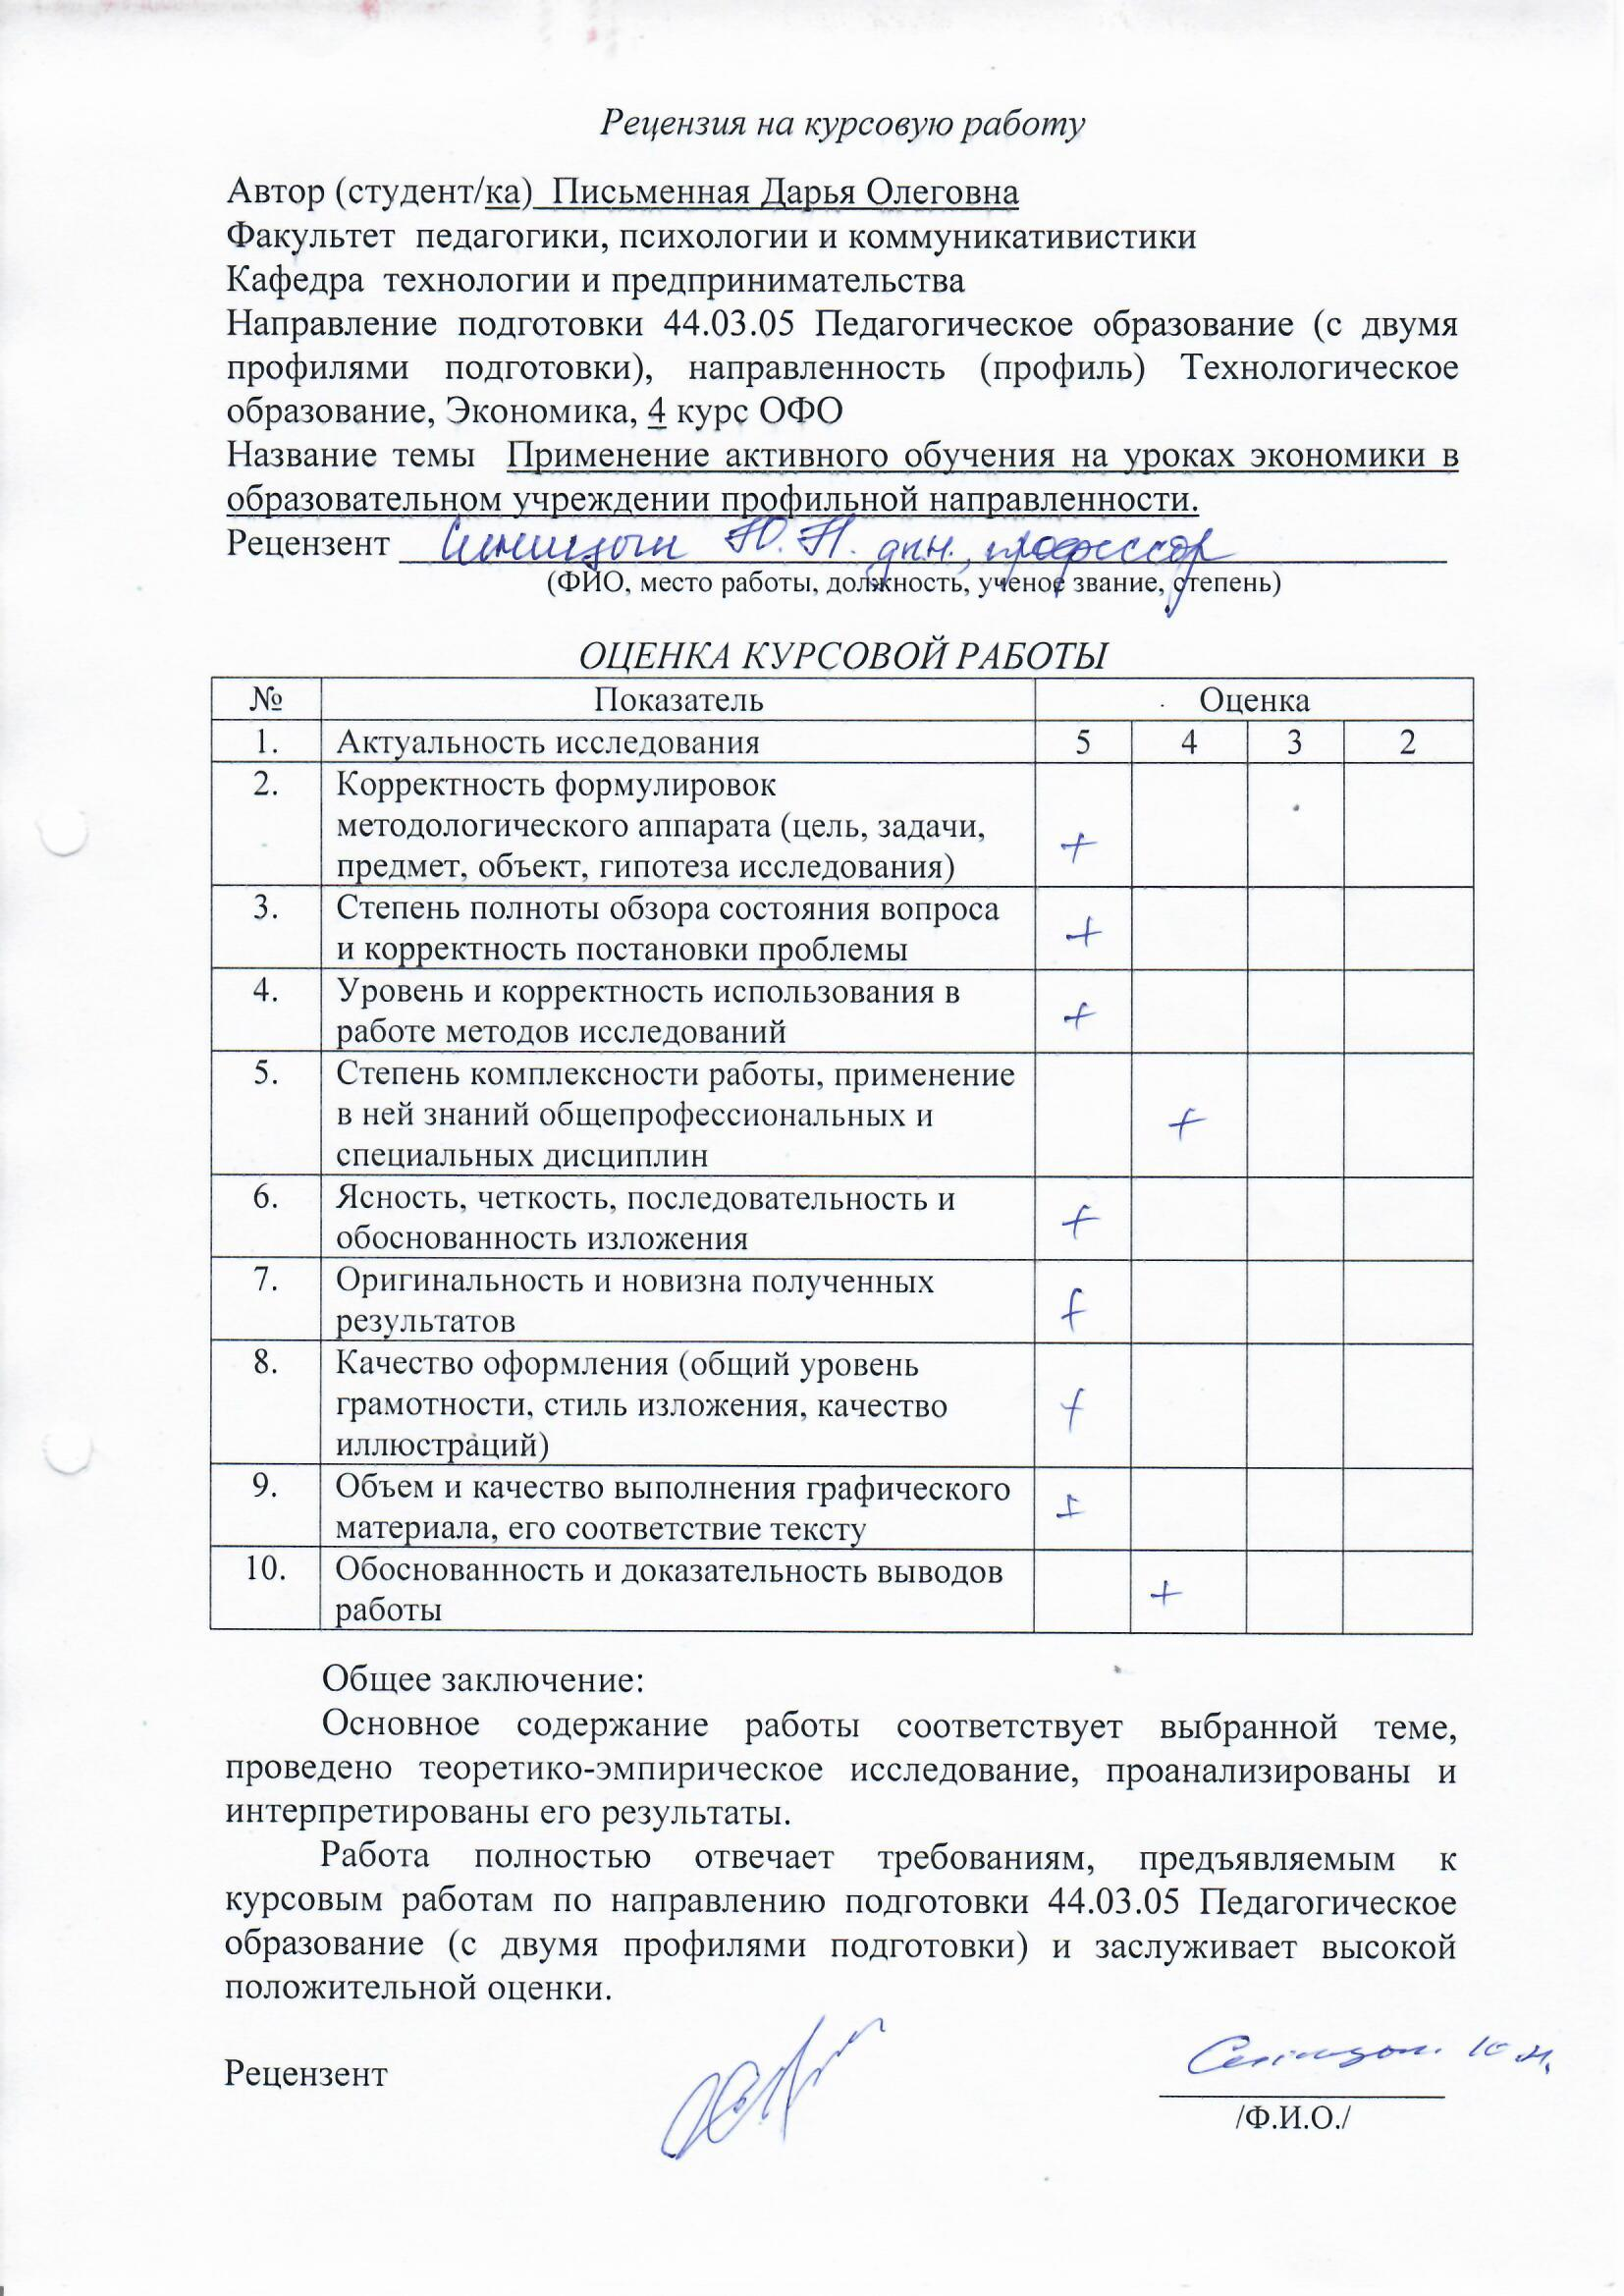 Рецензия на курсовую работу
Автор (студент/ка) Письменная Дарья Олеговна
Факультет педагогики, психологии и коммуникативистики
Кафедра технологии и предпринимательства
Направление подготовки 44.03.05 Педагогическое образование (с двумя
профилями подготовки), направленность (профиль) Технологическое
образование, Экономика, 4 курс ОФО
Название темы Применение активного обучения на уроках экономики в
образовательном учреждении профильной направленности.
Рецензент Синицын Ю.Н. дпн., профессор
(ФИО, место работы, должность, ученое звание, степень)
ОЦЕНКА КУРСОВОЙ РАБОТЫ
№ Показатель Оценка
1. Актуальность исследования 5 4 3 2
2. Корректность формулировок
методологического аппарата (цель, задачи,
предмет, объект, гипотеза исследования) +
3. Степень полноты обзора состояния вопроса
и корректность постановки проблемы +
4. Уровень и корректность использования в
работе методов исследований +
5. Степень комплексности работы, применение
в ней знаний общепрофессиональных и +
специальных дисциплин
6. Ясность, четкость, последовательность и
обоснованность изложения +
7. Оригинальность и новизна полученных
результатов +
8. Качество оформления (общий уровень
грамотности, стиль изложения, качество +
иллюстраций)
9. Объем и качество выполнения графического
материала, его соответствие тексту +
10. Обоснованность и доказательность выводов
работы +
Общее заключение:
Основное содержание работы соответствует выбранной теме,
проведено теоретико-эмпирическое исследование, проанализированы и
интерпретированы его результаты.
Работа полностью отвечает требованиям, предъявляемым к
курсовым работам по направлению подготовки 44.03.05 Педагогическое
образование (с двумя профилями подготовки) и заслуживает высокой
положительной оценки.
Рецензент Синицын Ю.Н.
/Ф.И.О./